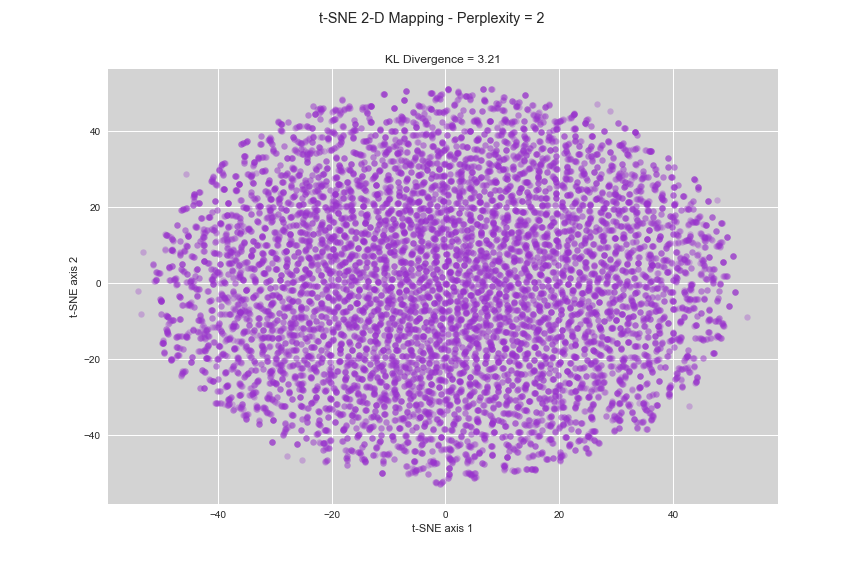 t-SNE 2-D Mapping - Perplexity = 2
KL Divergence = 3.21
40
20
0
−20
−40
t-SNE axis 2
−40 −20 0 20 40
t-SNE axis 1